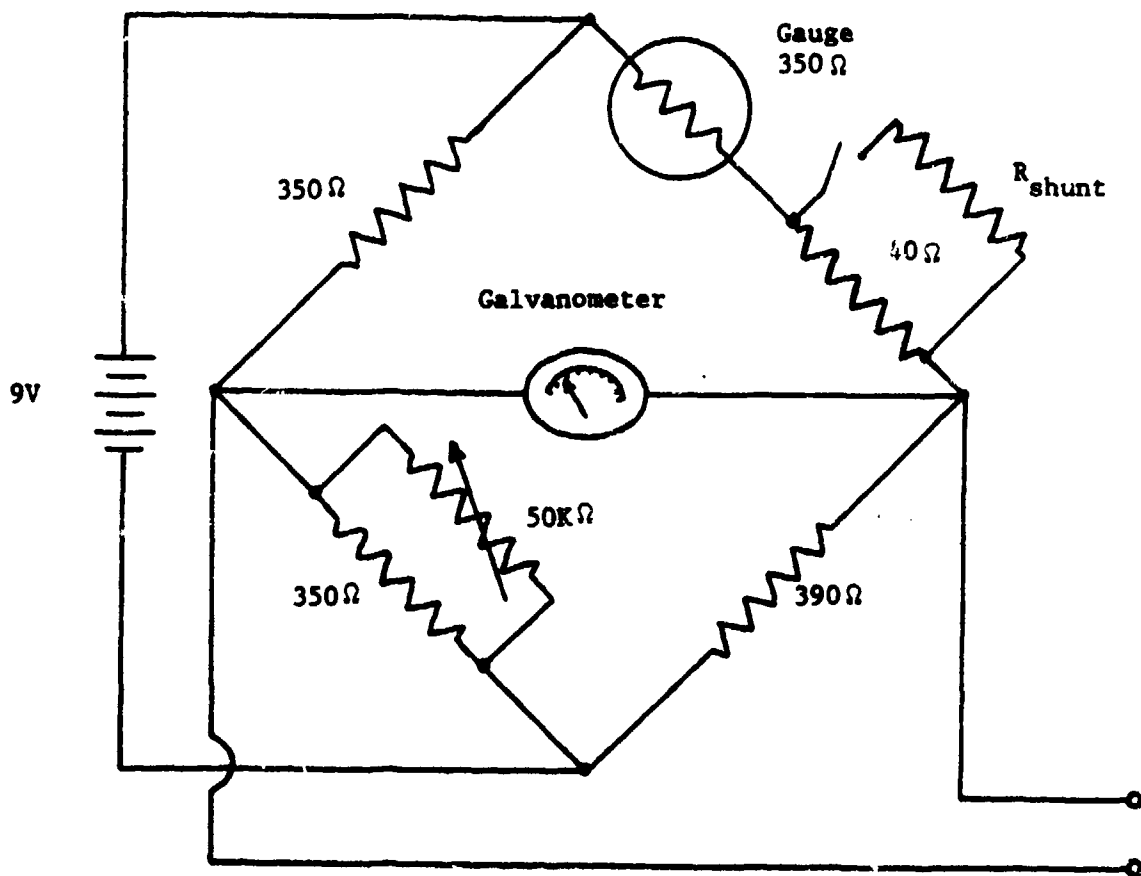 Gauge
350 Ω
350 Ω
R shunt
40 Ω
Galvanometer
9V
50K Ω
350 Ω
390 Ω